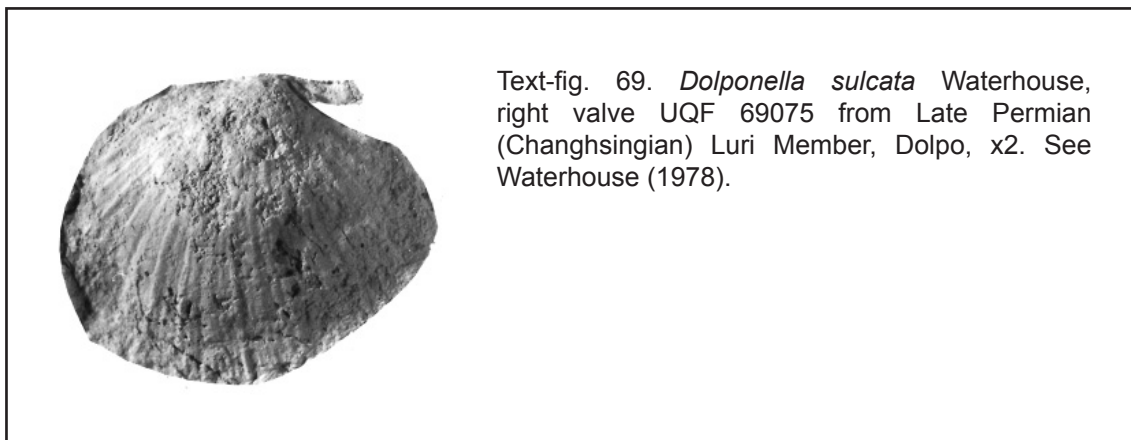 Text-fig. 69. Dolponella sulcata Waterhouse,
right valve UQF 69075 from Late Permian
(Changhsingian) Luri Member, Dolpo, x2. See
Waterhouse (1978).